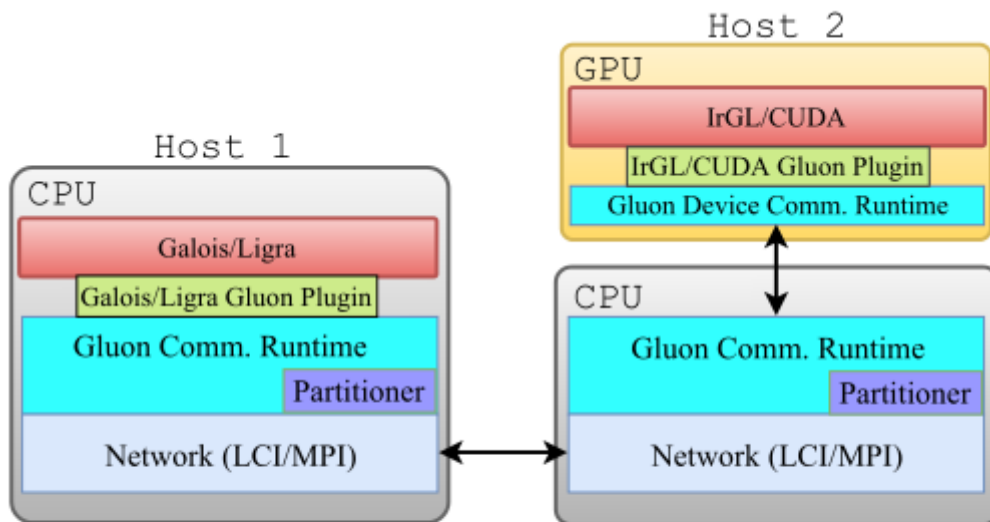 Host 1
CPU
Galois/Ligra
Galois/Ligra Gluon Plugin
Gluon Comm. Runtime
Partitioner
Network (LCI/MPI)
Host 2
GPU
IrGL/CUDA
IrGL/CUDA Gluon Plugin
Gluon Device Comm. Runtime
CPU
Gluon Comm. Runtime
Partitioner
Network (LCI/MPI)